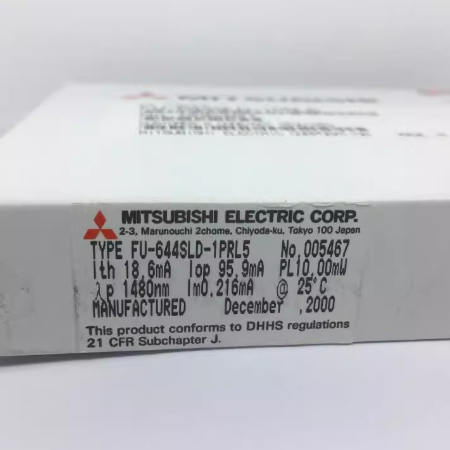 MITSUBISHI
MITSUBISHI ELECTRIC CORP.
2-3, Marunouchi 2chome, Chiyoda-ku, Tokyo 100 Japan
TYPE FU-644SLD-1PRL5 No.005467
Ith 18.6mA Iop 95.9mA PL10.00mW
λp 1480nm Im0.216mA @ 25°C
MANUFACTURED December ,2000
This product conforms to DHHS regulations
21 CFR Subchapter J.